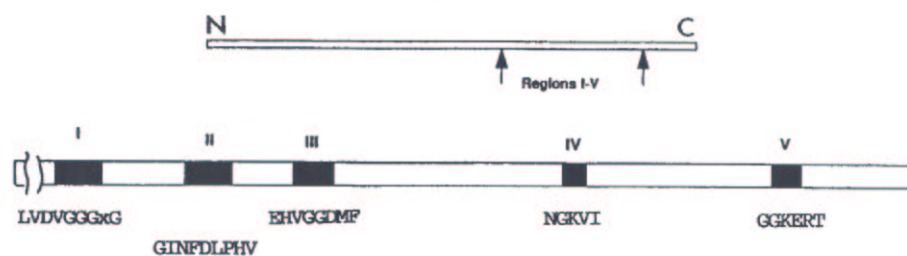 N C
Regions I-V
I II III IV V
LVDVGGGxG EHVGGDMF NGKVI GGKERT
GINFDLPHV